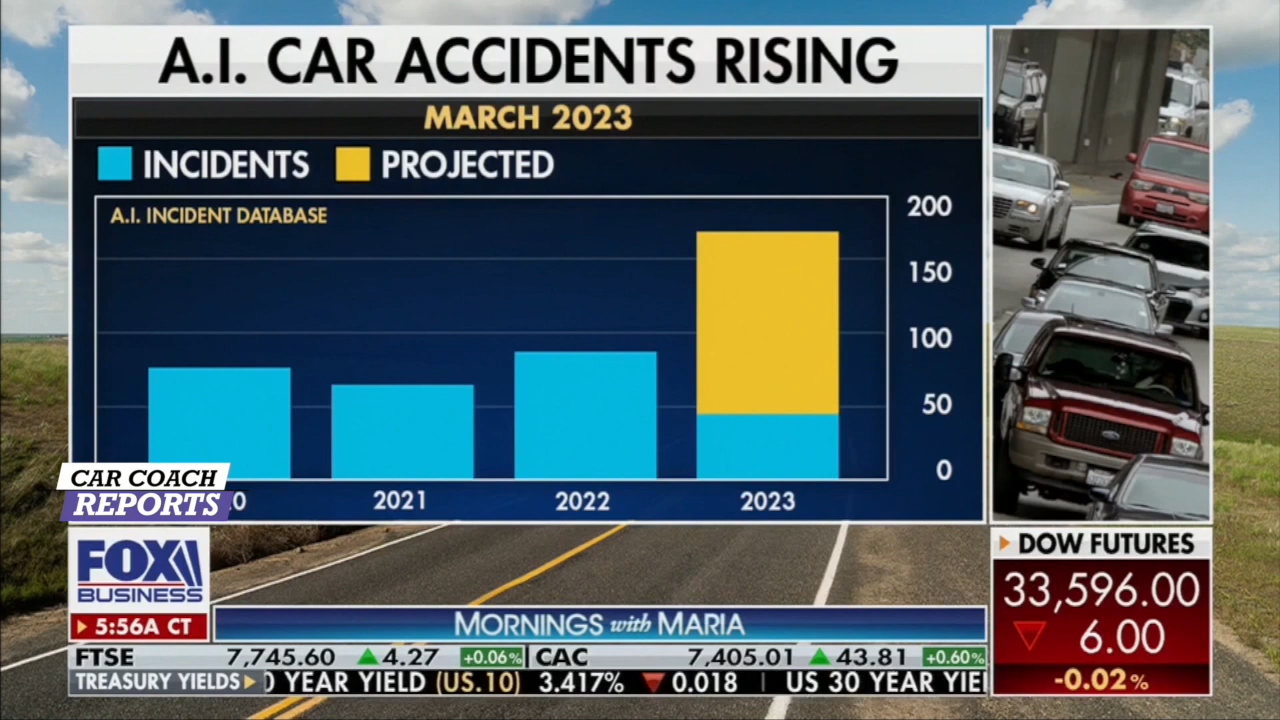 A.I. CAR ACCIDENTS RISING
MARCH 2023
INCIDENTS PROJECTED
A.I. INCIDENT DATABASE
200
150
100
50
0
20 2021 2022 2023
CAR COACH
REPORTS
FOX
BUSINESS
5:56A CT
MORNINGS with MARIA
DOW FUTURES
33,596.00
6.00
-0.02%
FTSE 7,745.60 4.27 +0.06% CAC 7,405.01 43.81 +0.60%
TREASURY YIELDS 0 YEAR YIELD (US.10) 3.417% 0.018 US 30 YEAR YIE